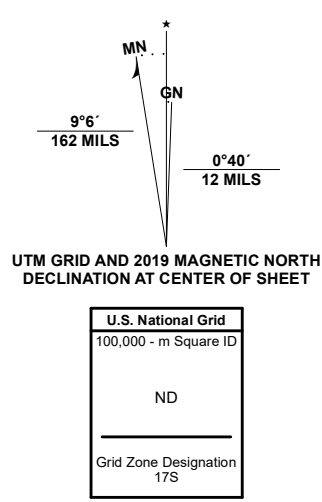 ★
MN
GN
9°6´
162 MILS
0°40´
12 MILS
UTM GRID AND 2019 MAGNETIC NORTH
DECLINATION AT CENTER OF SHEET
U.S. National Grid
100,000 - m Square ID
ND
Grid Zone Designation
17S